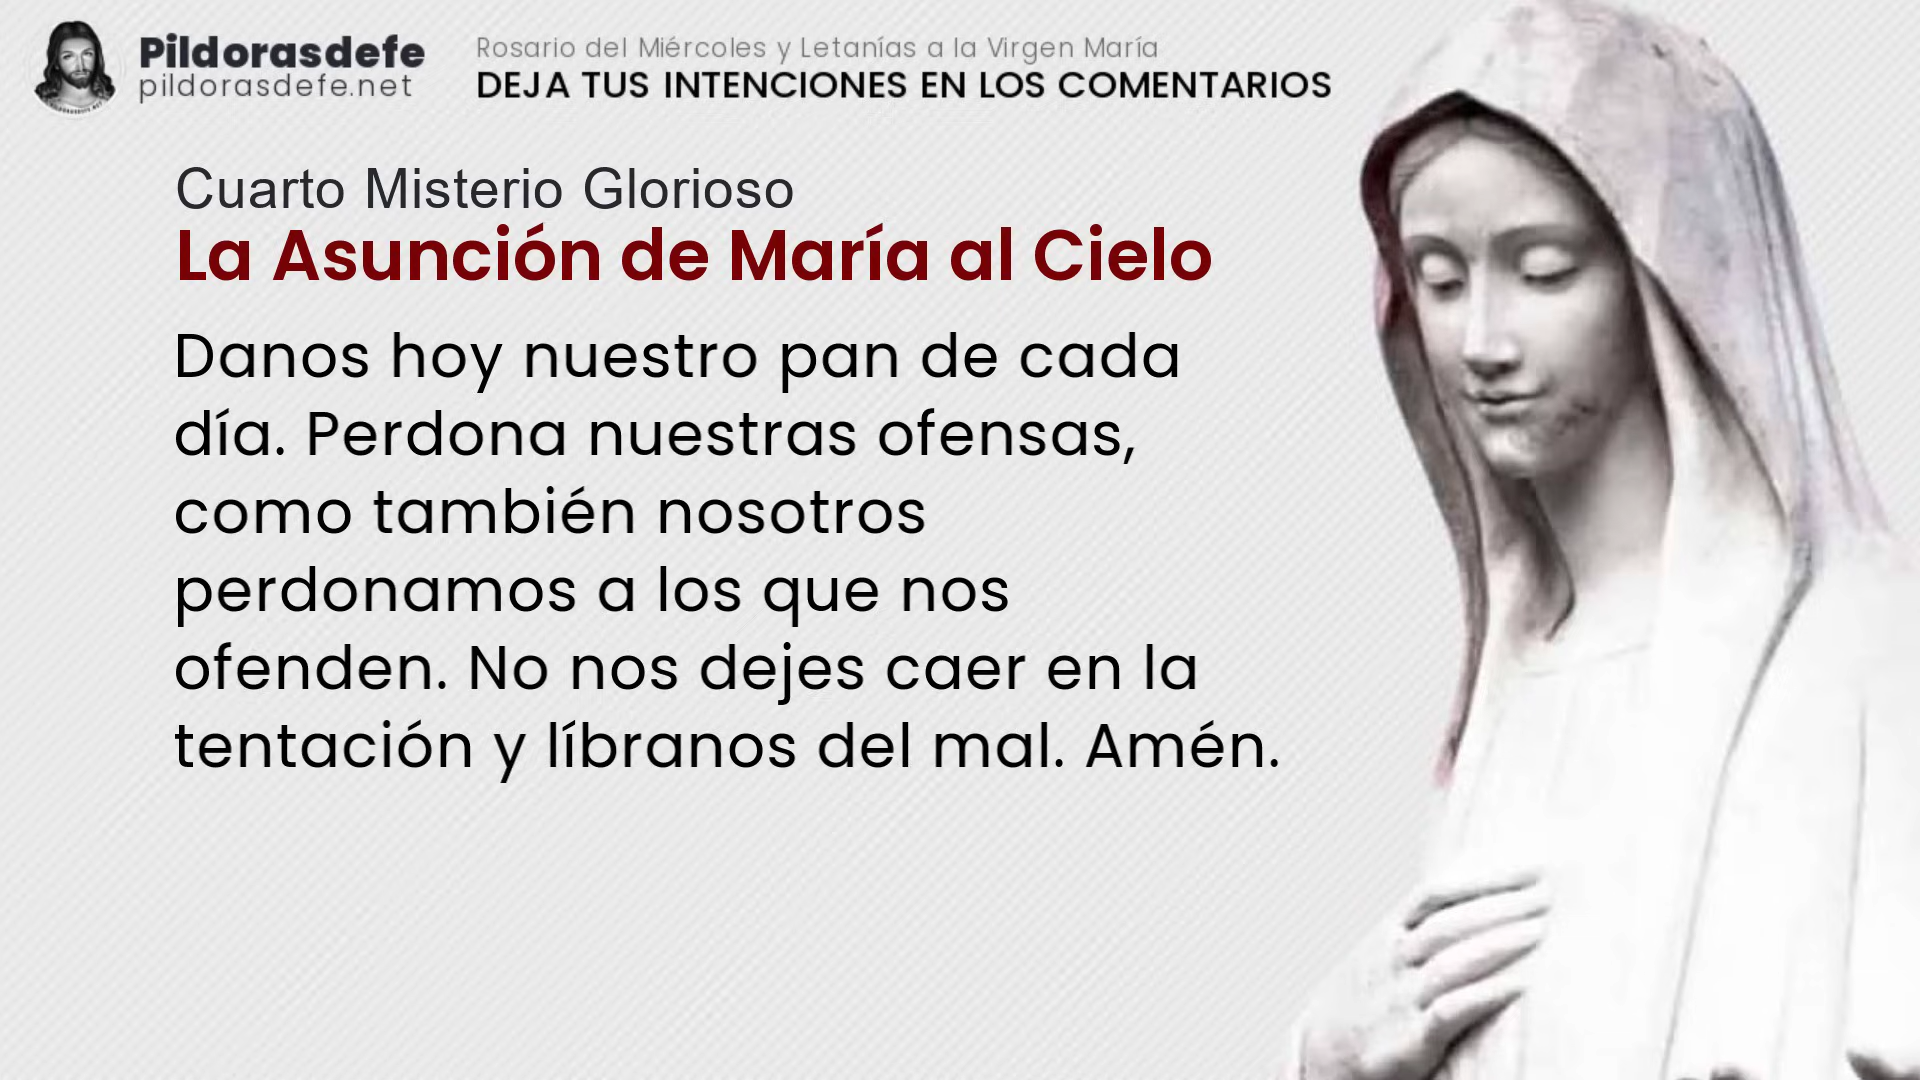 Pildorasdefe
pildorasdefe.net
Rosario del Miércoles y Letanías a la Virgen María
DEJA TUS INTENCIONES EN LOS COMENTARIOS
Cuarto Misterio Glorioso
La Asunción de María al Cielo
Danos hoy nuestro pan de cada
día. Perdona nuestras ofensas,
como también nosotros
perdonamos a los que nos
ofenden. No nos dejes caer en la
tentación y líbranos del mal. Amén.